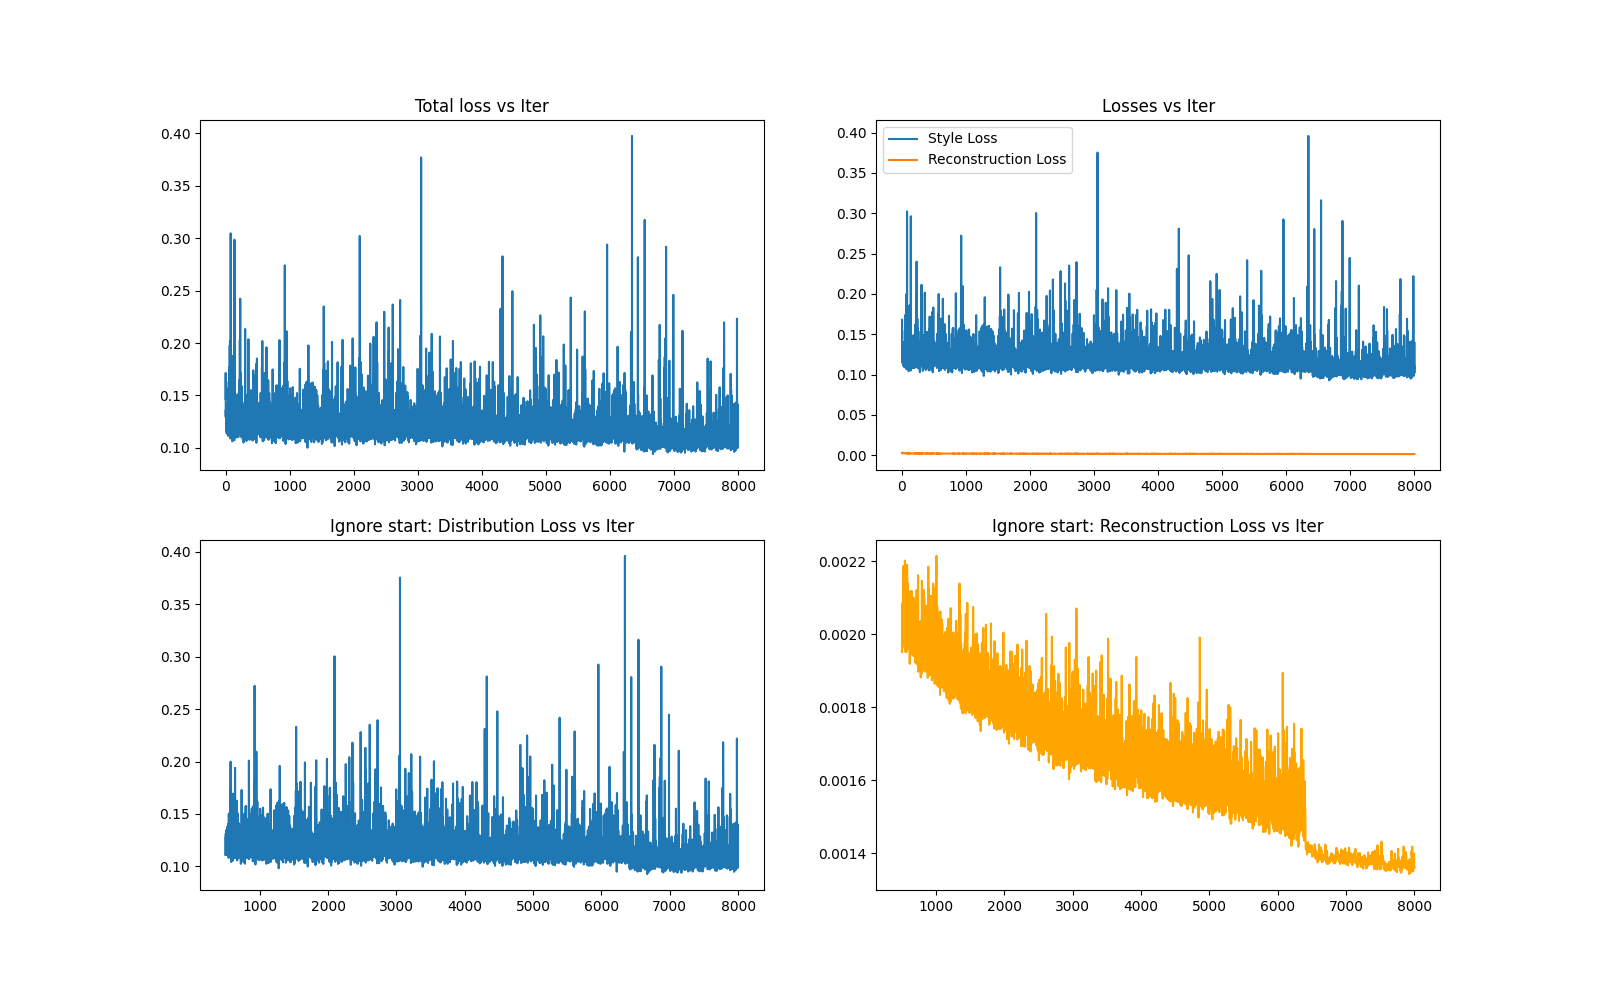 Total loss vs Iter
0.40
0.35
0.30
0.25
0.20
0.15
0.10
0 1000 2000 3000 4000 5000 6000 7000 8000
Losses vs Iter
Style Loss
Reconstruction Loss
0.40
0.35
0.30
0.25
0.20
0.15
0.10
0.05
0.00
0 1000 2000 3000 4000 5000 6000 7000 8000
Ignore start: Distribution Loss vs Iter
0.40
0.35
0.30
0.25
0.20
0.15
0.10
1000 2000 3000 4000 5000 6000 7000 8000
Ignore start: Reconstruction Loss vs Iter
0.0022
0.0020
0.0018
0.0016
0.0014
1000 2000 3000 4000 5000 6000 7000 8000